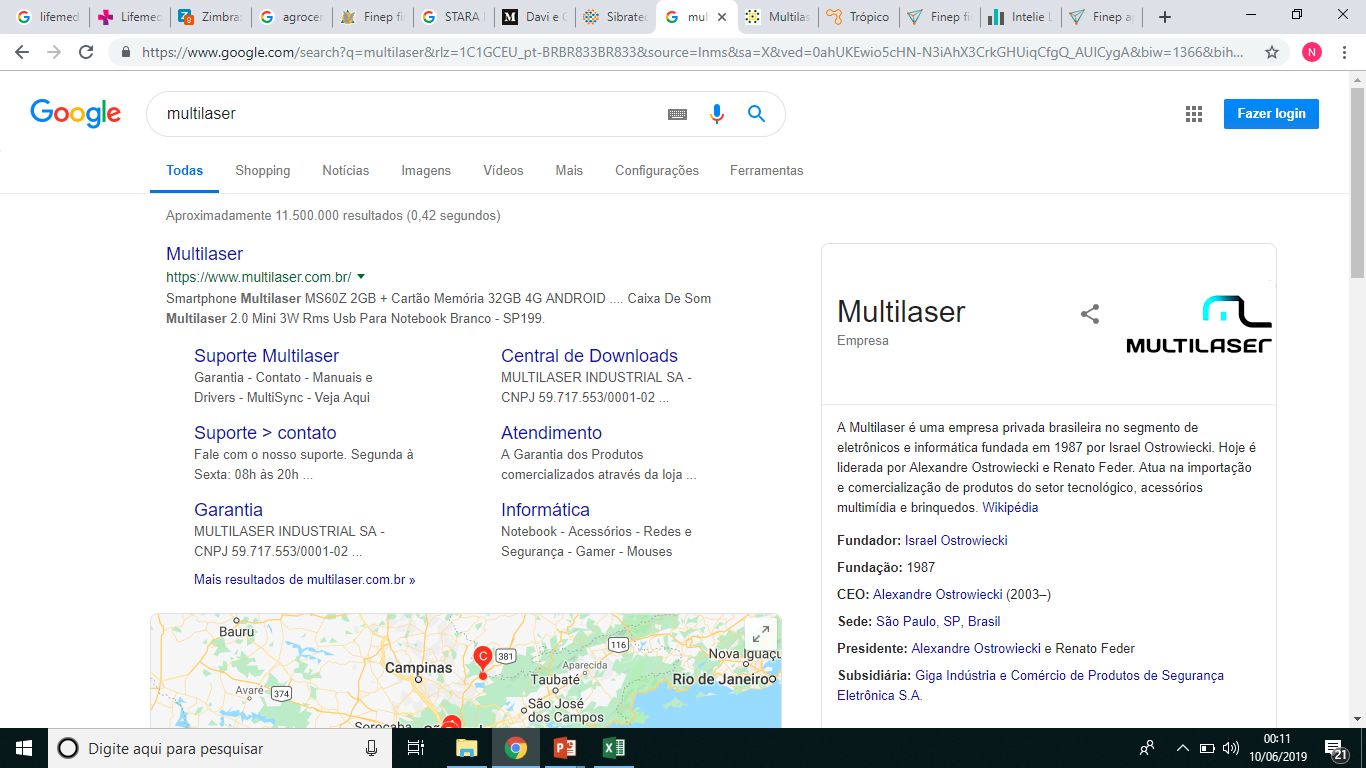 lifemed
Lifemed
Zimbra
agrocer
Finep fi
STARA
Davi e G
Sibratec
mul
Multilas
Trópico
Finep fi
Intelie L
Finep a
https://www.google.com/search?q=multilaser&rlz=1C1GCEU_pt-BRBR833BR833&source=lnms&sa=X&ved=0ahUKEwio5cHN-N3iAhX3CrkGHUiqCfgQ_AUICygA&biw=1366&bih...
N
Google
multilaser
Fazer login
Todas Shopping Notícias Imagens Vídeos Mais Configurações Ferramentas
Aproximadamente 11.500.000 resultados (0,42 segundos)
Multilaser
https://www.multilaser.com.br/
Smartphone Multilaser MS60Z 2GB + Cartão Memória 32GB 4G ANDROID .... Caixa De Som
Multilaser 2.0 Mini 3W Rms Usb Para Notebook Branco - SP199.
Suporte Multilaser
Garantia - Contato - Manuais e
Drivers - MultiSync - Veja Aqui
Central de Downloads
MULTILASER INDUSTRIAL SA -
CNPJ 59.717.553/0001-02 ...
Suporte > contato
Fale com o nosso suporte. Segunda à
Sexta: 08h às 20h ...
Atendimento
A Garantia dos Produtos
comercializados através da loja ...
Garantia
MULTILASER INDUSTRIAL SA -
CNPJ 59.717.553/0001-02 ...
Informática
Notebook - Acessórios - Redes e
Segurança - Gamer - Mouses
Mais resultados de multilaser.com.br »
Bauru
C
381
116
Nova Iguaçu
Campinas
Aparecida
Rio de Janeiro
Taubaté
Avaré
374
São José
dos Campos
Sorocaba
Multilaser
Empresa
MULTILASER
A Multilaser é uma empresa privada brasileira no segmento de
eletrônicos e informática fundada em 1987 por Israel Ostrowiecki. Hoje é
liderada por Alexandre Ostrowiecki e Renato Feder. Atua na importação
e comercialização de produtos do setor tecnológico, acessórios
multimídia e brinquedos. Wikipédia
Fundador: Israel Ostrowiecki
Fundação: 1987
CEO: Alexandre Ostrowiecki (2003–)
Sede: São Paulo, SP, Brasil
Presidente: Alexandre Ostrowiecki e Renato Feder
Subsidiária: Giga Indústria e Comércio de Produtos de Segurança
Eletrônica S.A.
Digite aqui para pesquisar
00:11
10/06/2019
21